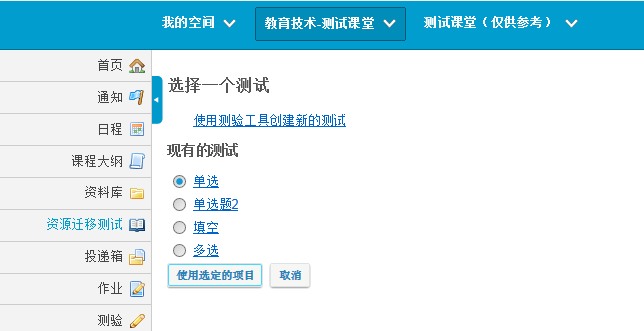 我的空间 教育技术-测试课堂 测试课堂（仅供参考）
首页
通知
日程
课程大纲
资料库
资源迁移测试
投递箱
作业
测验
选择一个测试
使用测验工具创建新的测试
现有的测试
单选
单选题2
填空
多选
使用选定的项目 取消